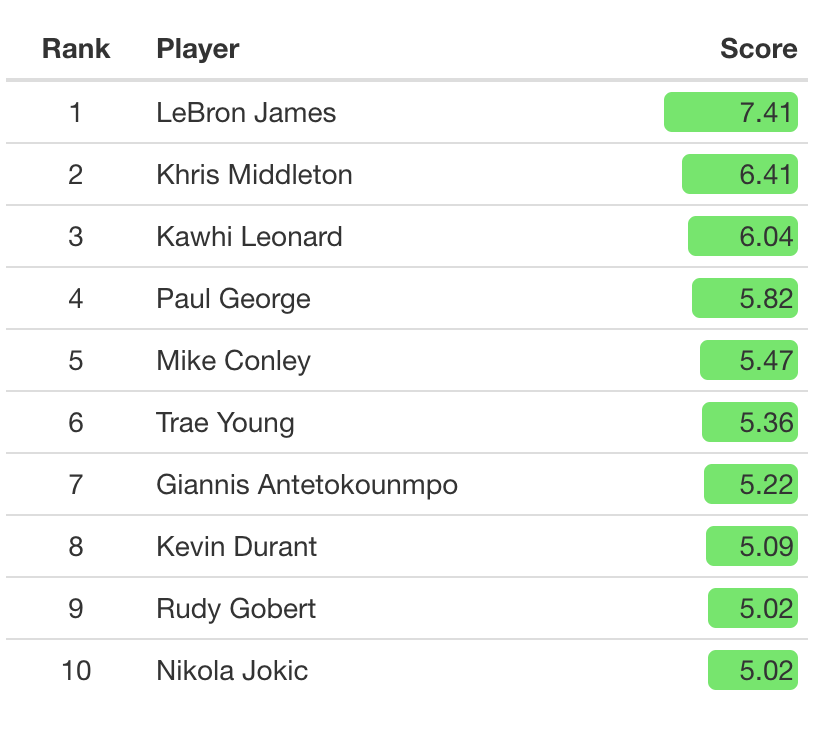 Rank Player Score
1 LeBron James 7.41
2 Khris Middleton 6.41
3 Kawhi Leonard 6.04
4 Paul George 5.82
5 Mike Conley 5.47
6 Trae Young 5.36
7 Giannis Antetokounmpo 5.22
8 Kevin Durant 5.09
9 Rudy Gobert 5.02
10 Nikola Jokic 5.02